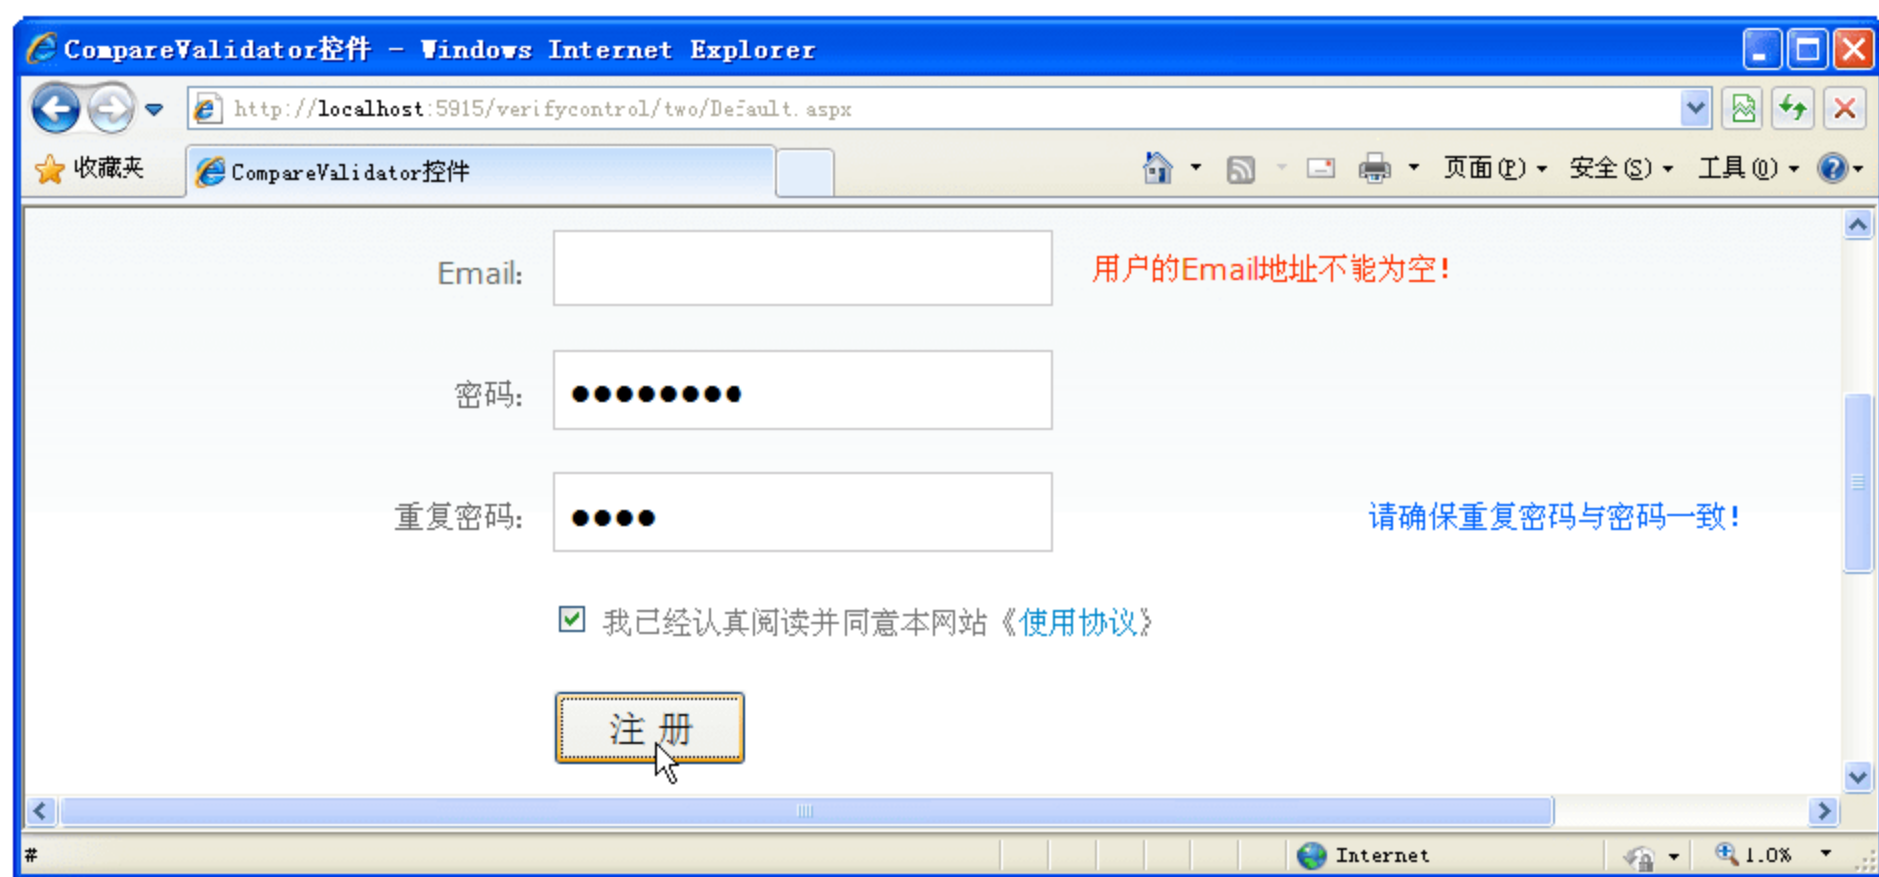 CompareValidator控件 - Windows Internet Explorer
http://localhost:5915/verifycontrol/two/Default.aspx
收藏夹
CompareValidator控件
页面(P)
安全(S)
工具(O)
Email:
用户的Email地址不能为空!
密码:
重复密码:
请确保重复密码与密码一致!
我已经认真阅读并同意本网站《使用协议》
注 册
#
Internet
1.0%